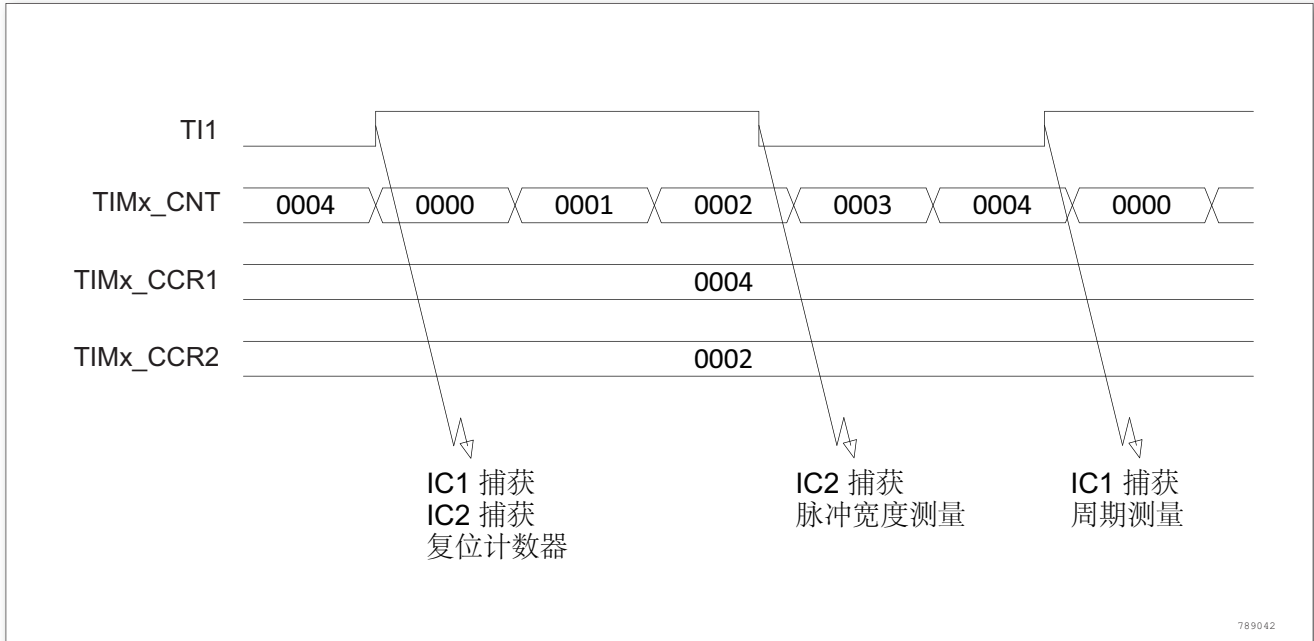 TI1
TIMx_CNT 0004 0000 0001 0002 0003 0004 0000
TIMx_CCR1 0004
TIMx_CCR2 0002
IC1 捕获
IC2 捕获
复位计数器
IC2 捕获
脉冲宽度测量
IC1 捕获
周期测量
789042